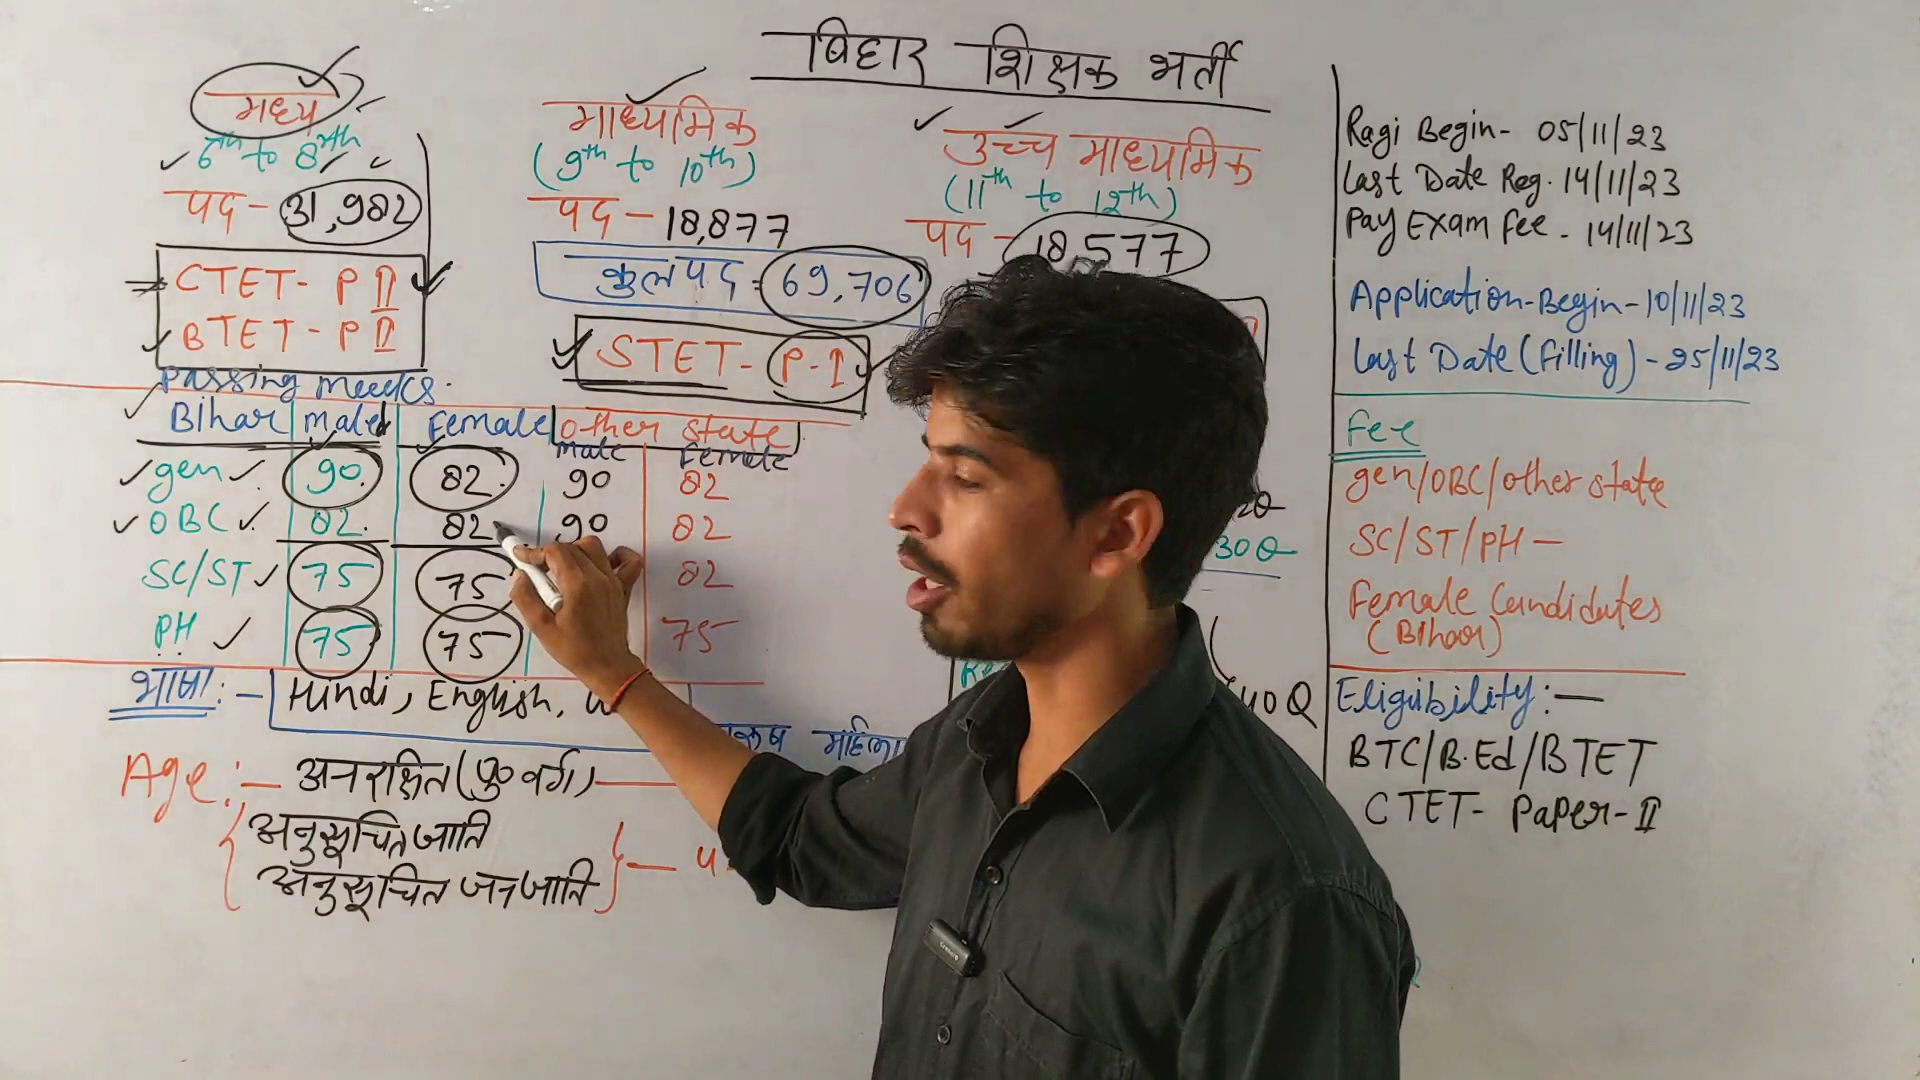 बिहार शिक्षक भर्ती
मध्य
6th to 8th
पद - 31,982
CTET - P II
BTET - P II
माध्यमिक
(9th to 10th)
पद - 18,877
कुल पद = 69,706
STET - P-I
उच्च माध्यमिक
(11th to 12th)
पद - 18,577
Passing Marks.
Bihar Male Female Other state
Male Female
gen 90 82 90 82
OBC 82 82 90 82
SC/ST 75 75 82
PH 75 75 75
भाषा :- Hindi, English,
महिला
Age :- अनारक्षित (पु० वर्ग) -
अनुसूचित जाति
अनुसूचित जनजाति
30Q
40Q
Ragi Begin - 05/11/23
Last Date Reg. 14/11/23
Pay Exam Fee - 14/11/23
Application-Begin - 10/11/23
Last Date (Filling) - 25/11/23
Fee
gen/OBC/other state
SC/ST/PH -
Female Candidates
(Bihar)
Eligibility :-
BTC/B.Ed/BTET
CTET - Paper-II